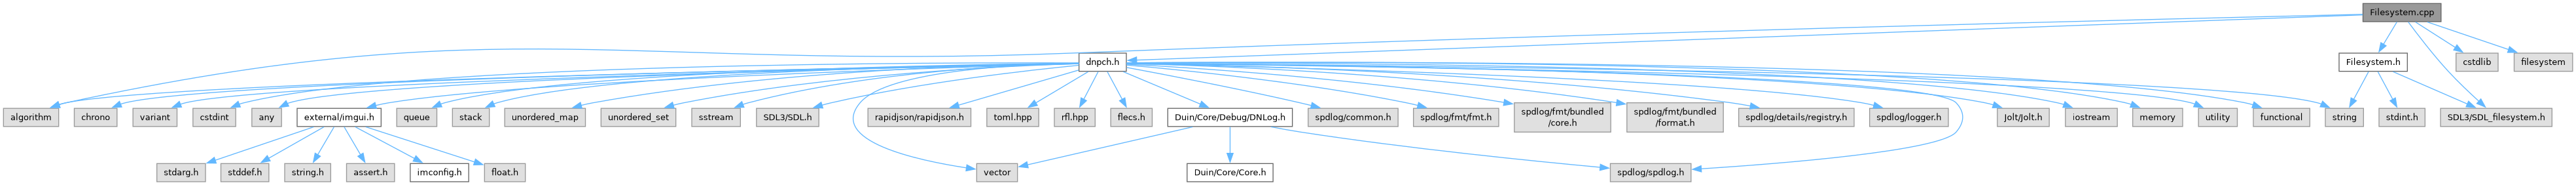 Filesystem.cpp
dnpch.h
Filesystem.h
cstdlib
filesystem
algorithm
chrono
variant
cstdint
any
external/imgui.h
queue
stack
unordered_map
unordered_set
sstream
SDL3/SDL.h
rapidjson/rapidjson.h
toml.hpp
rfl.hpp
flecs.h
Duin/Core/Debug/DNLog.h
spdlog/common.h
spdlog/fmt/fmt.h
spdlog/fmt/bundled
/core.h
spdlog/fmt/bundled
/format.h
spdlog/details/registry.h
spdlog/logger.h
Jolt/Jolt.h
iostream
memory
utility
functional
string
stdint.h
SDL3/SDL_filesystem.h
stdarg.h
stddef.h
string.h
assert.h
imconfig.h
float.h
vector
Duin/Core/Core.h
spdlog/spdlog.h